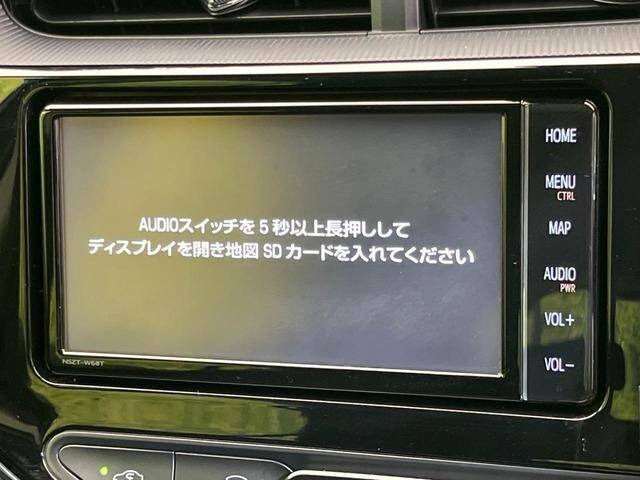 HOME
MENU
CTRL
MAP
AUDIOスイッチを5秒以上長押しして
ディスプレイを開き地図SDカードを入れてください
AUDIO
PWR
VOL+
VOL-
NSZT-W68T